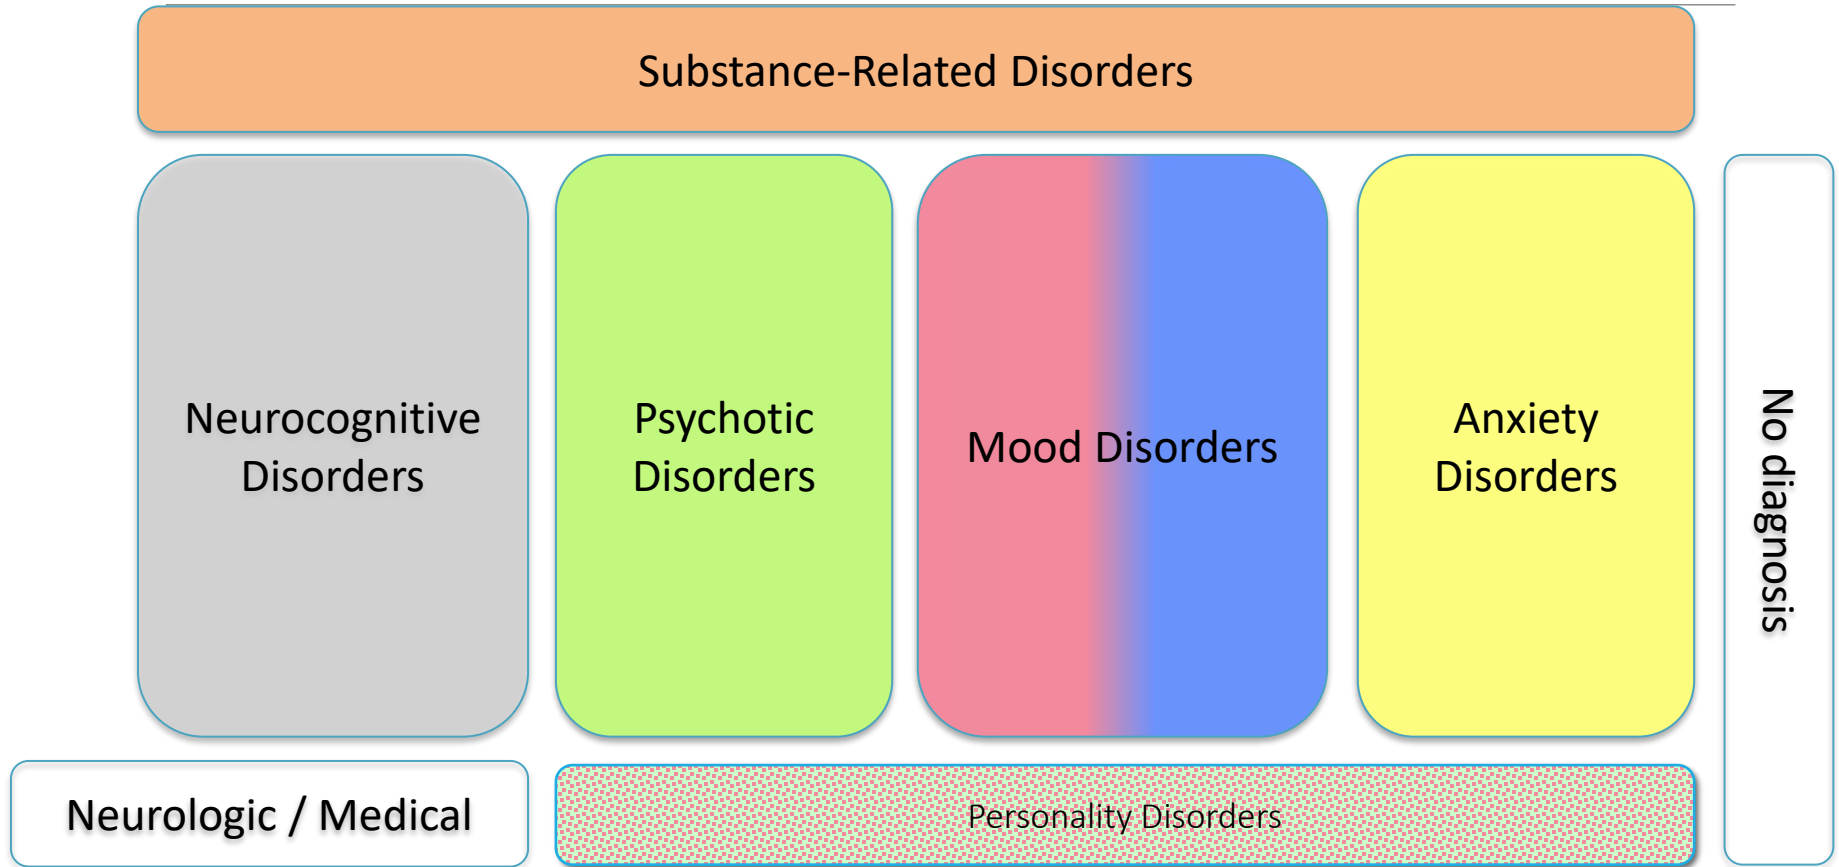 Substance-Related Disorders
Neurocognitive
Disorders
Psychotic
Disorders
Mood Disorders
Anxiety
Disorders
No diagnosis
Neurologic / Medical
Personality Disorders